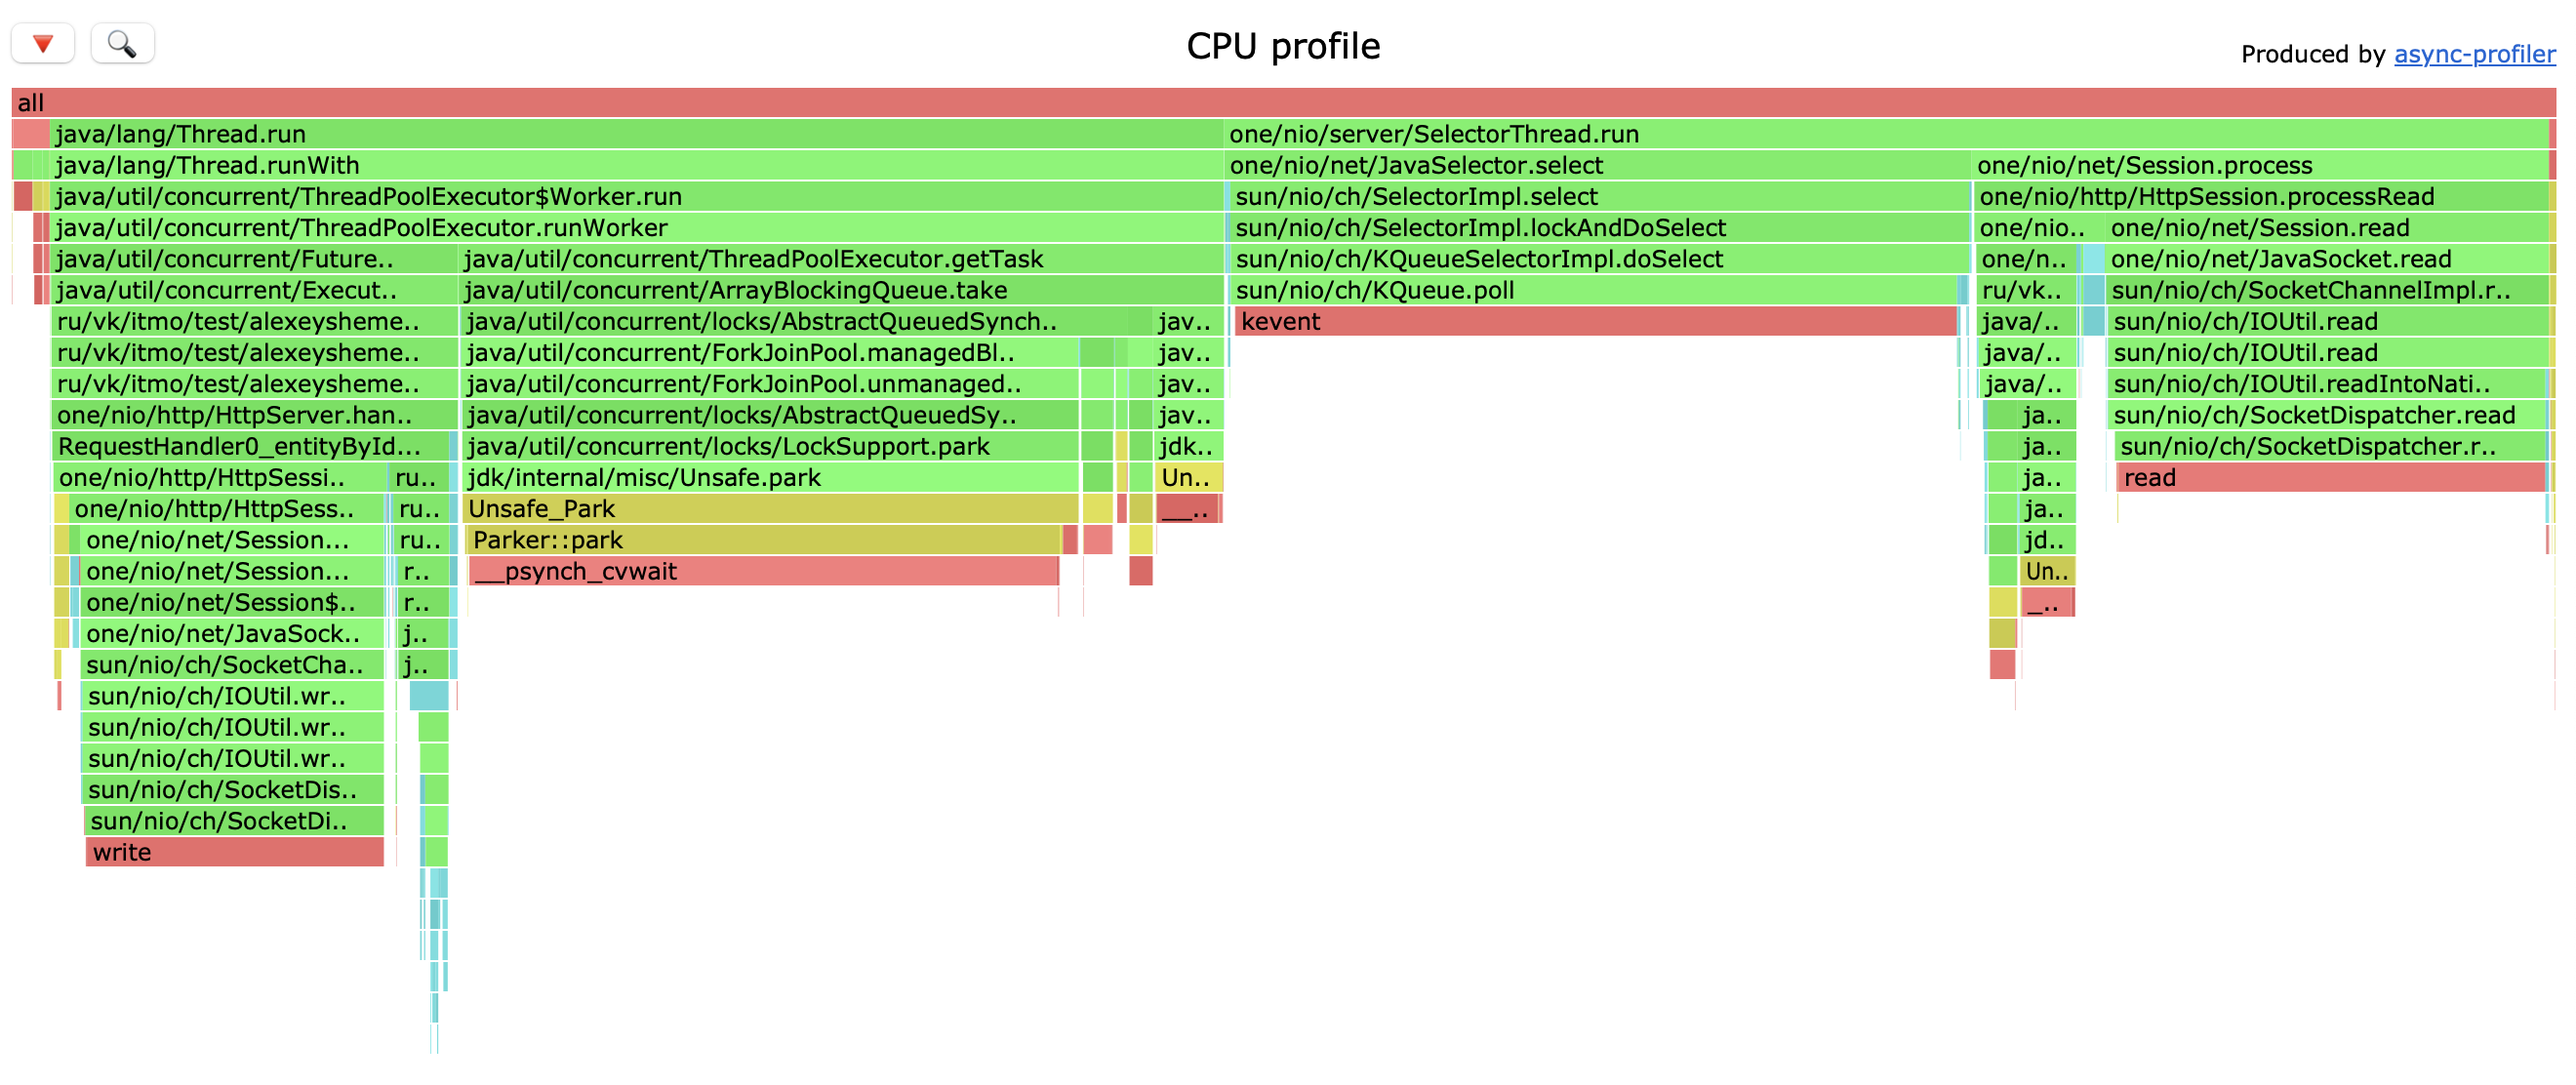 CPU profile
Produced by async-profiler
all
java/lang/Thread.run one/nio/server/SelectorThread.run
java/lang/Thread.runWith one/nio/net/JavaSelector.select one/nio/net/Session.process
java/util/concurrent/ThreadPoolExecutor$Worker.run sun/nio/ch/SelectorImpl.select one/nio/http/HttpSession.processRead
java/util/concurrent/ThreadPoolExecutor.runWorker sun/nio/ch/SelectorImpl.lockAndDoSelect one/nio.. one/nio/net/Session.read
java/util/concurrent/Future.. java/util/concurrent/ThreadPoolExecutor.getTask sun/nio/ch/KQueueSelectorImpl.doSelect one/n.. one/nio/net/JavaSocket.read
java/util/concurrent/Execut.. java/util/concurrent/ArrayBlockingQueue.take sun/nio/ch/KQueue.poll ru/vk.. sun/nio/ch/SocketChannelImpl.r..
ru/vk/itmo/test/alexeysheme.. java/util/concurrent/locks/AbstractQueuedSynch.. jav.. kevent java/.. sun/nio/ch/IOUtil.read
ru/vk/itmo/test/alexeysheme.. java/util/concurrent/ForkJoinPool.managedBl.. jav.. java/.. sun/nio/ch/IOUtil.read
ru/vk/itmo/test/alexeysheme.. java/util/concurrent/ForkJoinPool.unmanaged.. jav.. java/.. sun/nio/ch/IOUtil.readIntoNati..
one/nio/http/HttpServer.han.. java/util/concurrent/locks/AbstractQueuedSy.. jav.. ja.. sun/nio/ch/SocketDispatcher.read
RequestHandler0_entityById... java/util/concurrent/locks/LockSupport.park jdk.. ja.. sun/nio/ch/SocketDispatcher.r..
one/nio/http/HttpSessi.. ru.. jdk/internal/misc/Unsafe.park Un.. ja.. read
one/nio/http/HttpSess.. ru.. Unsafe_Park __.. ja..
one/nio/net/Session... ru.. Parker::park jd..
one/nio/net/Session... r.. __psynch_cvwait Un..
one/nio/net/Session$.. r.. _..
one/nio/net/JavaSock.. j..
sun/nio/ch/SocketCha.. j..
sun/nio/ch/IOUtil.wr..
sun/nio/ch/IOUtil.wr..
sun/nio/ch/IOUtil.wr..
sun/nio/ch/SocketDis..
sun/nio/ch/SocketDi..
write